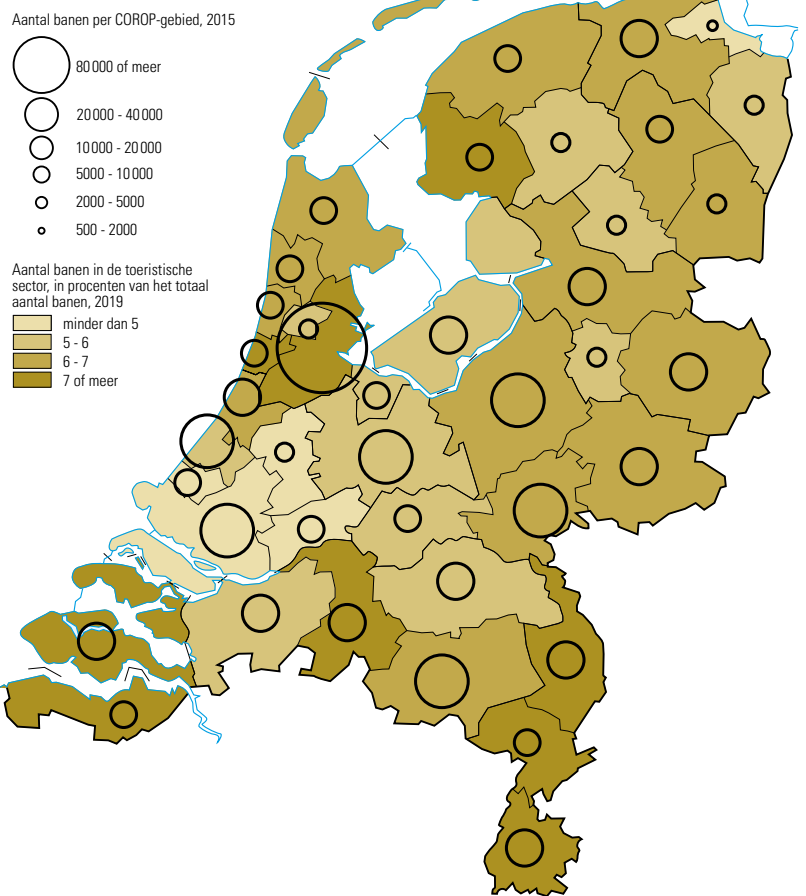 Aantal banen per COROP-gebied, 2015
80 000 of meer
20 000 - 40 000
10 000 - 20 000
5000 - 10 000
2000 - 5000
500 - 2000
Aantal banen in de toeristische
sector, in procenten van het totaal
aantal banen, 2019
minder dan 5
5 - 6
6 - 7
7 of meer